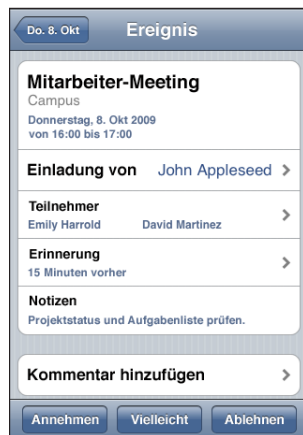 Do. 8. Okt Ereignis
Mitarbeiter-Meeting
Campus
Donnerstag, 8. Okt 2009
von 16:00 bis 17:00
Einladung von John Appleseed
Teilnehmer
Emily Harrold David Martinez
Erinnerung
15 Minuten vorher
Notizen
Projektstatus und Aufgabenliste prüfen.
Kommentar hinzufügen
Annehmen Vielleicht Ablehnen